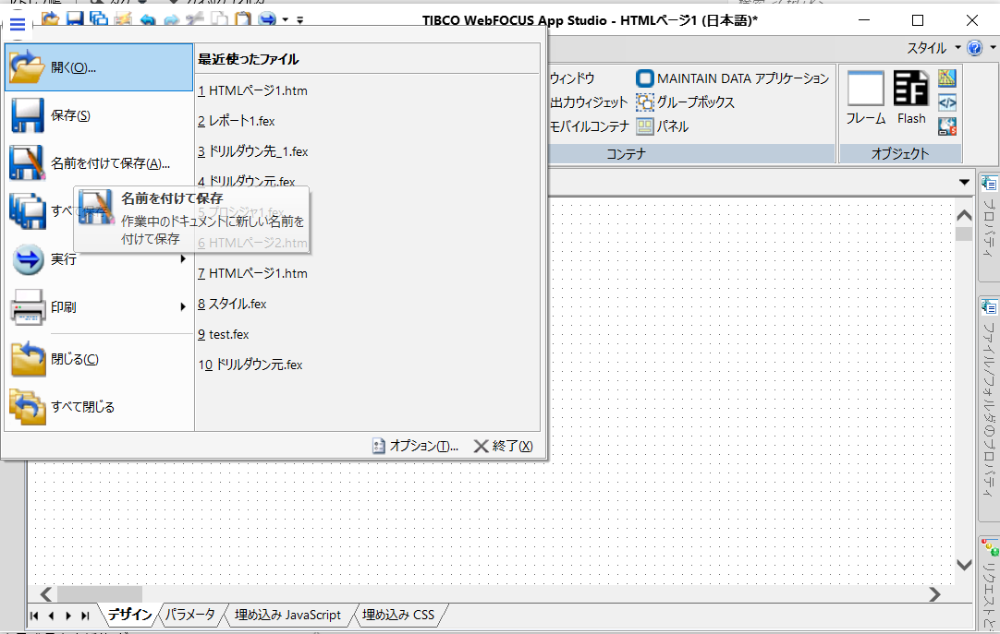 TIBCO WebFOCUS App Studio - HTMLページ1 (日本語)*
スタイル
開く(O)...
保存(S)
名前を付けて保存(A)...
すべて
実行
印刷
閉じる(C)
すべて閉じる
名前を付けて保存
作業中のドキュメントに新しい名前を
付けて保存
最近使ったファイル
1 HTMLページ1.htm
2 レポート1.fex
3 ドリルダウン先_1.fex
4 ドリルダウン元.fex
5 プロシジャ1.fex
6 HTMLページ2.htm
7 HTMLページ1.htm
8 スタイル.fex
9 test.fex
10 ドリルダウン元.fex
オプション(T)...
終了(X)
ィンドウ
出力ウィジェット
モバイルコンテナ
MAINTAIN DATA アプリケーション
グループボックス
パネル
コンテナ
フレーム
Flash
オブジェクト
プロパティ
ファイル/フォルダのプロパティ
リクエストと
デザイン
パラメータ
埋め込み JavaScript
埋め込み CSS